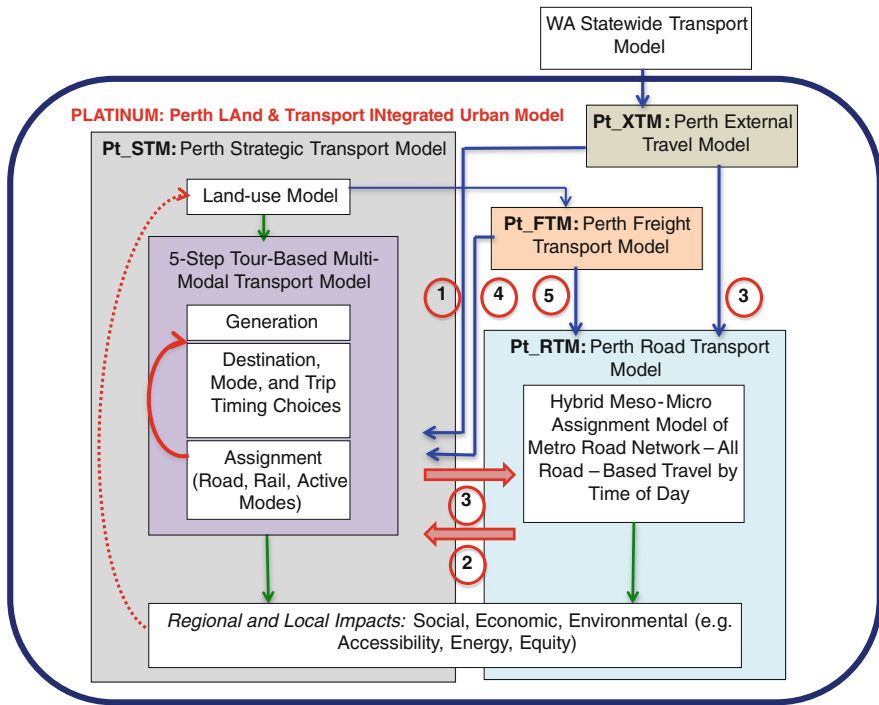 WA Statewide Transport
Model
PLATINUM: Perth LAnd & Transport INtegrated Urban Model
Pt_XTM: Perth External
Travel Model
Pt_STM: Perth Strategic Transport Model
Land-use Model
Pt_FTM: Perth Freight
Transport Model
5-Step Tour-Based Multi-
Modal Transport Model
1
4
5
3
Generation
Destination,
Mode, and Trip
Timing Choices
Assignment
(Road, Rail, Active
Modes)
Pt_RTM: Perth Road Transport
Model
Hybrid Meso-Micro
Assignment Model of
Metro Road Network – All
Road – Based Travel by
Time of Day
3
2
Regional and Local Impacts: Social, Economic, Environmental (e.g.
Accessibility, Energy, Equity)